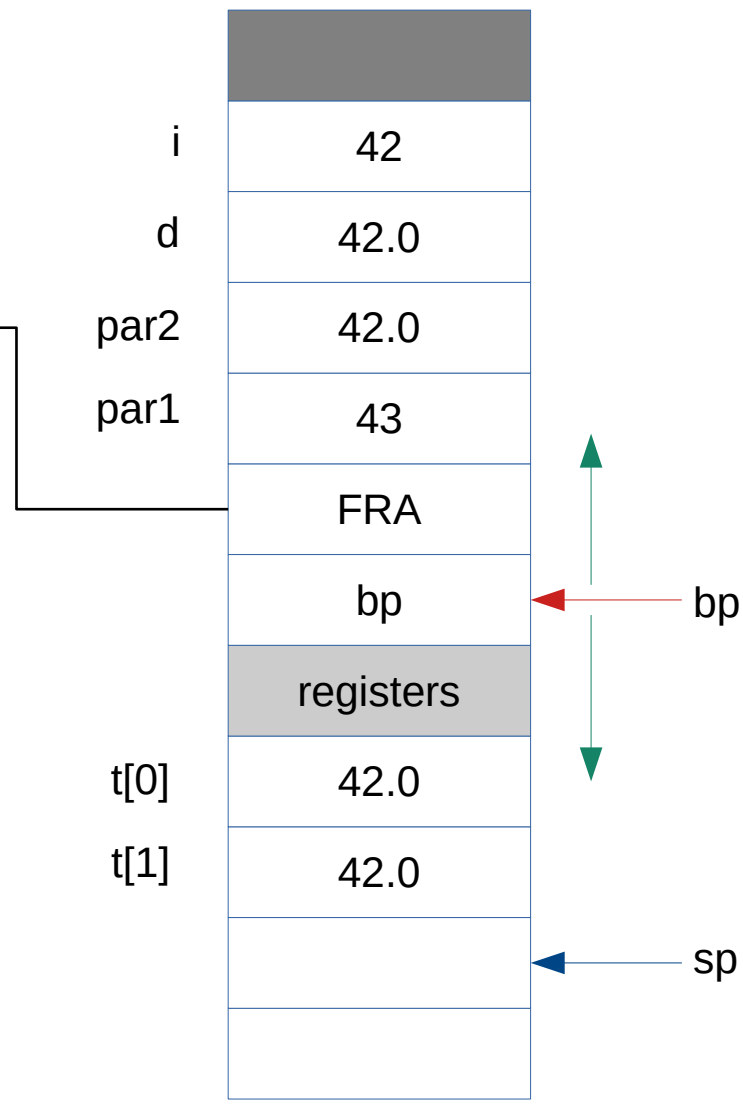 i 42
d 42.0
par2 42.0
par1 43
FRA
bp bp
registers
t[0] 42.0
t[1] 42.0
sp